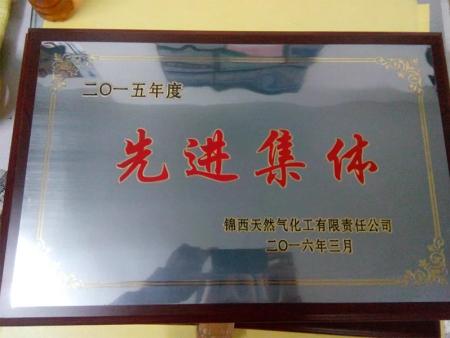 二〇一五年度
先进集体
锦西天然气化工有限责任公司
二〇一六年三月